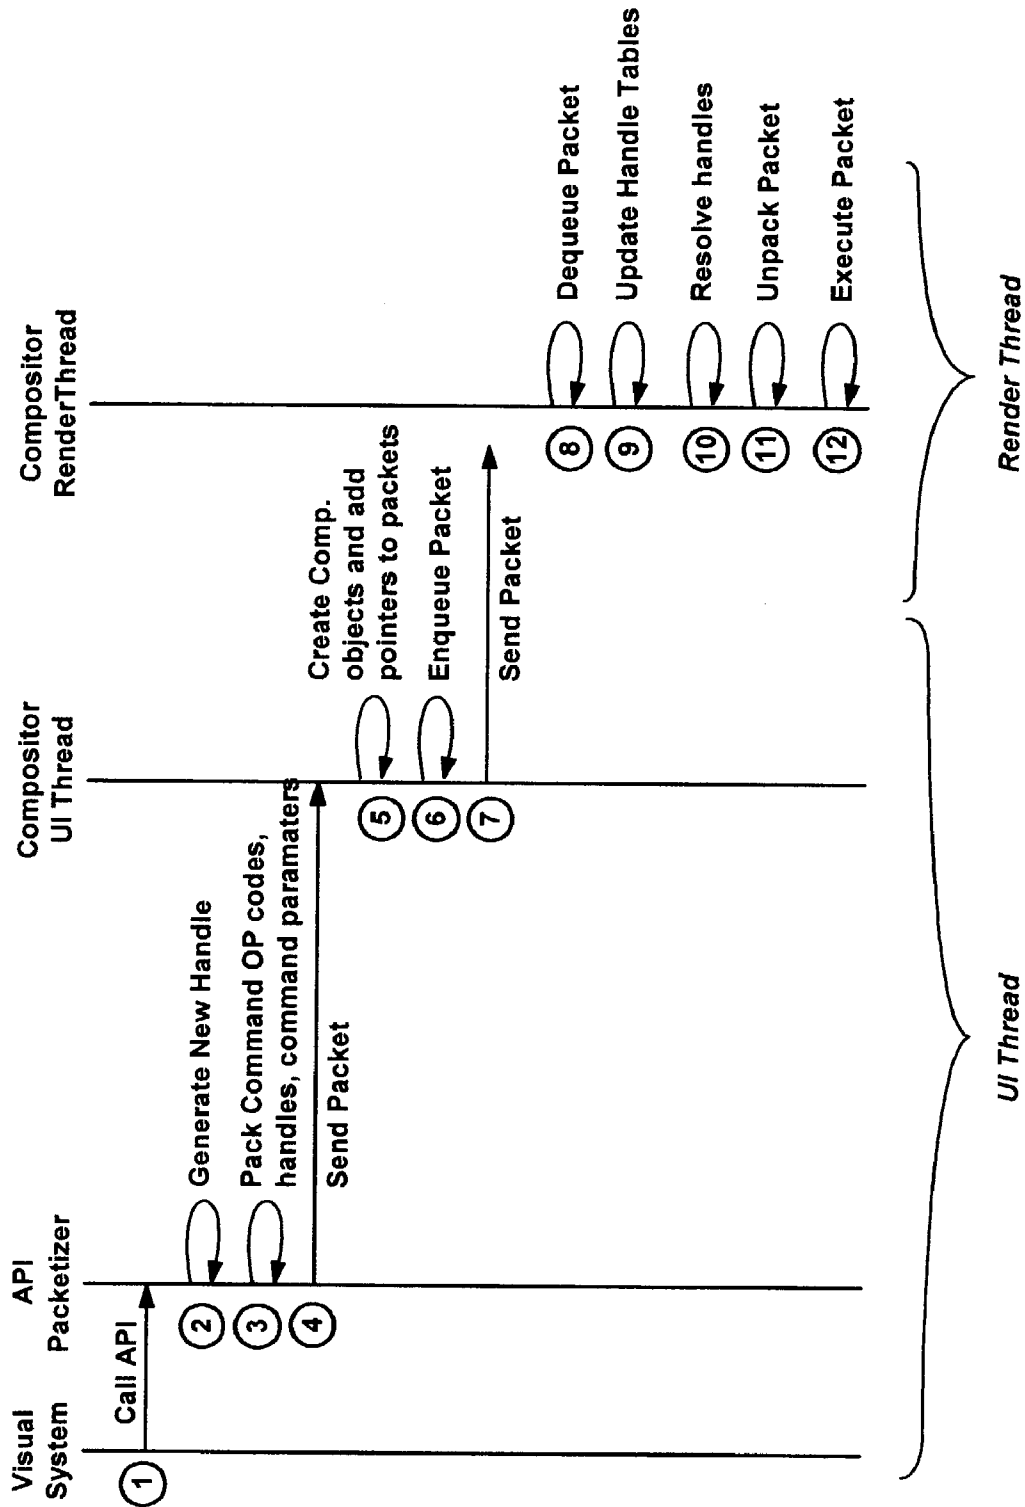 Visual
System
API
Packetizer
Compositor
UI Thread
Compositor
RenderThread
1
Call API
2
Generate New Handle
3
Pack Command OP codes,
handles, command paramaters
4
Send Packet
5
Create Comp.
objects and add
pointers to packets
6
Enqueue Packet
7
Send Packet
8
Dequeue Packet
9
Update Handle Tables
10
Resolve handles
11
Unpack Packet
12
Execute Packet
UI Thread
Render Thread